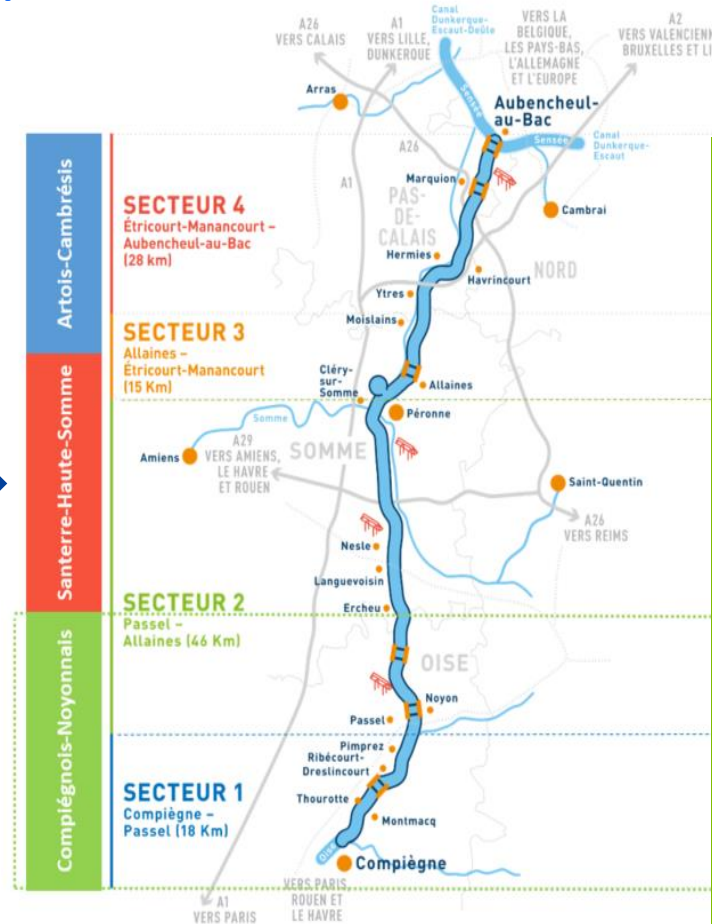 A26
VERS CALAIS
A1
VERS LILLE,
DUNKERQUE
Canal
Dunkerque-
Escaut-Deûle
VERS LA
BELGIQUE,
LES PAYS-BAS,
L'ALLEMAGNE
ET L'EUROPE
A2
VERS VALENCIENN
BRUXELLES ET LI
Arras
Sensée
Aubencheul-
au-Bac
Sensée
Canal
Dunkerque-
Escaut
A26
A1
Marquion
PAS-
DE-
CALAIS
Cambrai
Artois-Cambrésis
SECTEUR 4
Étricourt-Manancourt –
Aubencheul-au-Bac
(28 km)
Hermies
NORD
Havrincourt
Ytres
Moislains
SECTEUR 3
Allaines –
Étricourt-Manancourt
(15 Km)
Cléry-
sur-
Somme
Allaines
Péronne
Santerre-Haute-Somme
Somme
Amiens
A29
VERS AMIENS,
LE HAVRE
ET ROUEN
SOMME
Saint-Quentin
A26
VERS REIMS
Nesle
Languevoisin
Ercheu
SECTEUR 2
Passel –
Allaines (46 Km)
OISE
Compiégnois-Noyonnais
Noyon
Passel
Pimprez
Ribécourt-
Dreslincourt
SECTEUR 1
Compiègne –
Passel (18 Km)
Thourotte
Montmacq
Oise
Compiègne
VERS PARIS
ROUEN ET
LE HAVRE
A1
VERS PARIS